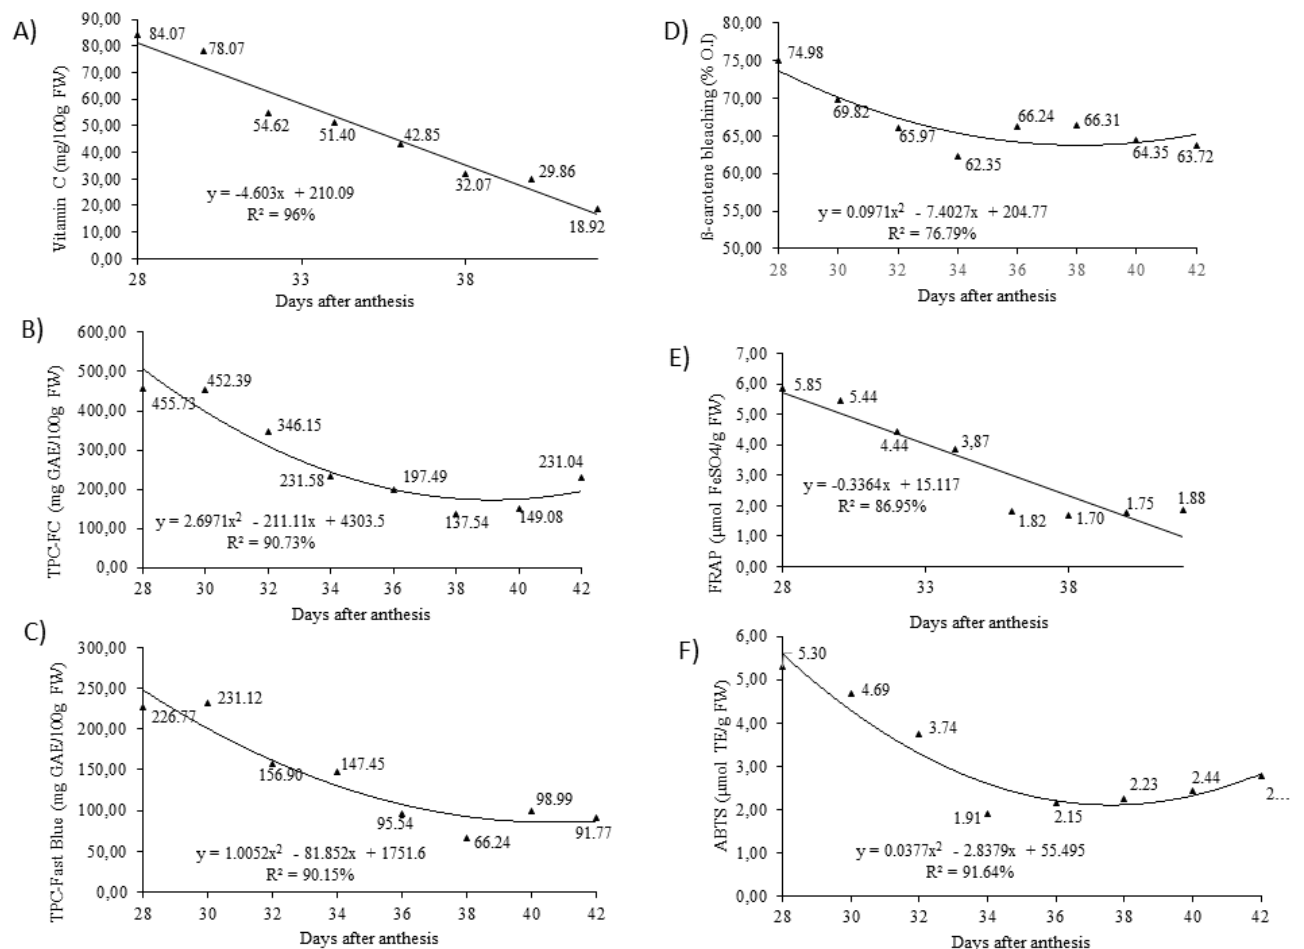 A)
Vitamin C (mg/100g FW)
90,00
80,00
70,00
60,00
50,00
40,00
30,00
20,00
10,00
0,00
84.07
78.07
54.62
51.40
42.85
32.07
29.86
18.92
y = -4.603x + 210.09
R² = 96%
28 33 38
Days after anthesis
B)
TPC-FC (mg GAE/100g FW)
600,00
500,00
400,00
300,00
200,00
100,00
0,00
455.73
452.39
346.15
231.58
197.49
137.54
149.08
231.04
y = 2.6971x² - 211.11x + 4303.5
R² = 90.73%
28 30 32 34 36 38 40 42
Days after anthesis
C)
TPC-Fast Blue (mg GAE/100g FW)
300,00
250,00
200,00
150,00
100,00
50,00
0,00
226.77
231.12
156.90
147.45
95.54
66.24
98.99
91.77
y = 1.0052x² - 81.852x + 1751.6
R² = 90.15%
28 30 32 34 36 38 40 42
Days after anthesis
D)
ß-carotene bleaching (% O.I)
80,00
75,00
70,00
65,00
60,00
55,00
50,00
74.98
69.82
65.97
62.35
66.24
66.31
64.35
63.72
y = 0.0971x² - 7.4027x + 204.77
R² = 76.79%
28 30 32 34 36 38 40 42
Days after anthesis
E)
FRAP (µmol FeSO4/g FW)
7,00
6,00
5,00
4,00
3,00
2,00
1,00
0,00
5.85
5.44
4.44
3,87
1.82
1.70
1.75
1.88
y = -0.3364x + 15.117
R² = 86.95%
28 33 38
Days after anthesis
F)
ABTS (µmol TE/g FW)
6,00
5,00
4,00
3,00
2,00
1,00
0,00
5.30
4.69
3.74
1.91
2.15
2.23
2.44
2...
y = 0.0377x² - 2.8379x + 55.495
R² = 91.64%
28 30 32 34 36 38 40 42
Days after anthesis